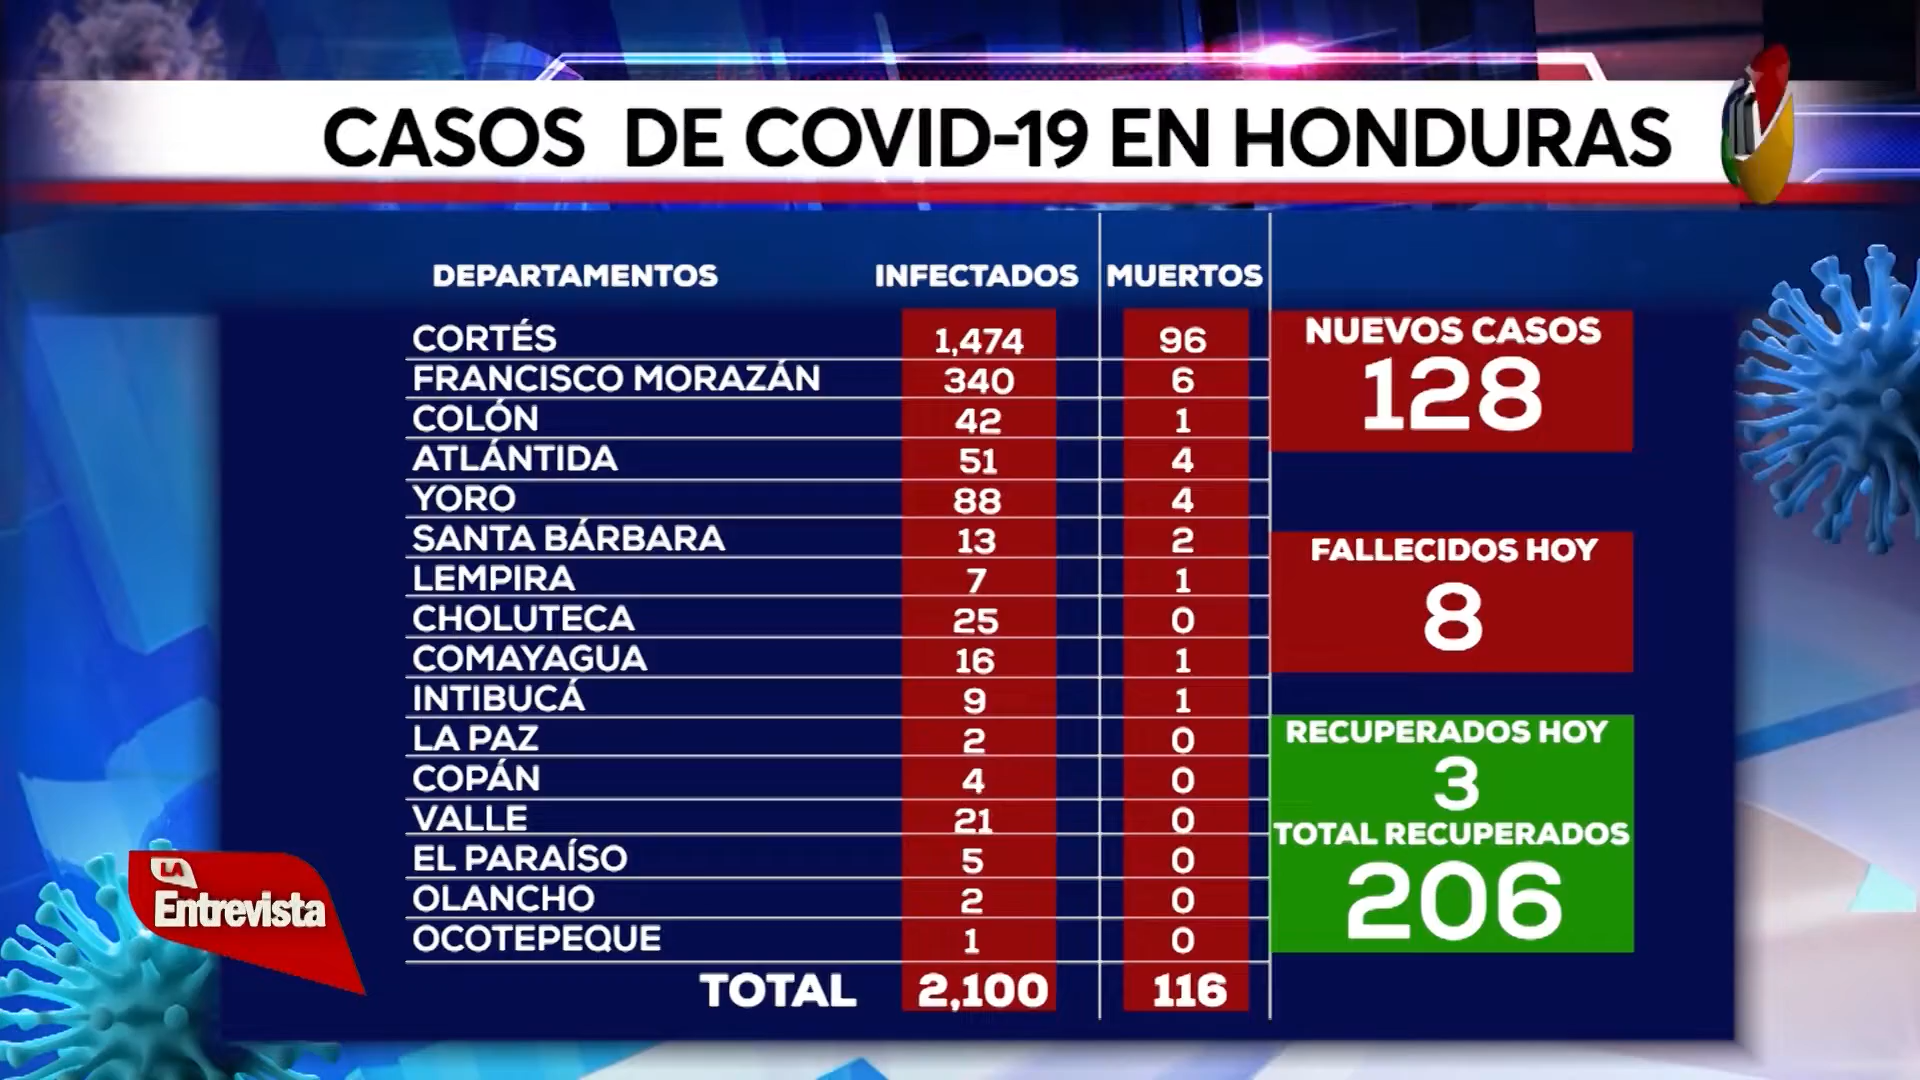 CASOS DE COVID-19 EN HONDURAS
DEPARTAMENTOS INFECTADOS MUERTOS
CORTÉS 1,474 96
FRANCISCO MORAZÁN 340 6
COLÓN 42 1
ATLÁNTIDA 51 4
YORO 88 4
SANTA BÁRBARA 13 2
LEMPIRA 7 1
CHOLUTECA 25 0
COMAYAGUA 16 1
INTIBUCÁ 9 1
LA PAZ 2 0
COPÁN 4 0
VALLE 21 0
EL PARAÍSO 5 0
OLANCHO 2 0
OCOTEPEQUE 1 0
TOTAL 2,100 116
NUEVOS CASOS
128
FALLECIDOS HOY
8
RECUPERADOS HOY
3
TOTAL RECUPERADOS
206
LA
Entrevista